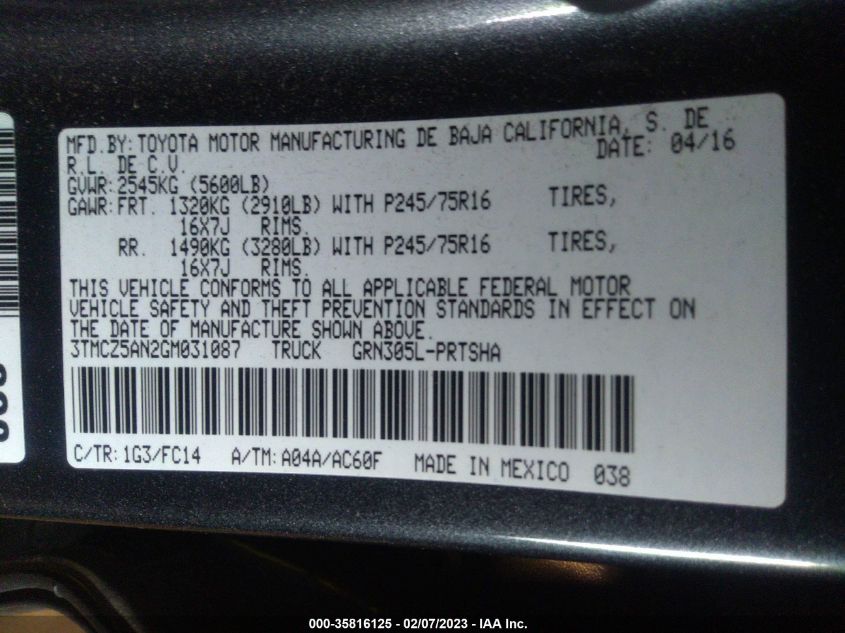 MFD.BY: TOYOTA MOTOR MANUFACTURING DE BAJA CALIFORNIA, S. DE
R.L. DE C.V. DATE: 04/16
GVWR: 2545KG (5600LB)
GAWR: FRT. 1320KG (2910LB) WITH P245/75R16 TIRES,
16X7J RIMS.
RR. 1490KG (3280LB) WITH P245/75R16 TIRES,
16X7J RIMS.
THIS VEHICLE CONFORMS TO ALL APPLICABLE FEDERAL MOTOR
VEHICLE SAFETY AND THEFT PREVENTION STANDARDS IN EFFECT ON
THE DATE OF MANUFACTURE SHOWN ABOVE.
3TMCZ5AN2GM031087 TRUCK GRN305L-PRTSHA
C/TR: 1G3/FC14 A/TM: A04A/AC60F MADE IN MEXICO 038
000-35816125 - 02/07/2023 - IAA Inc.